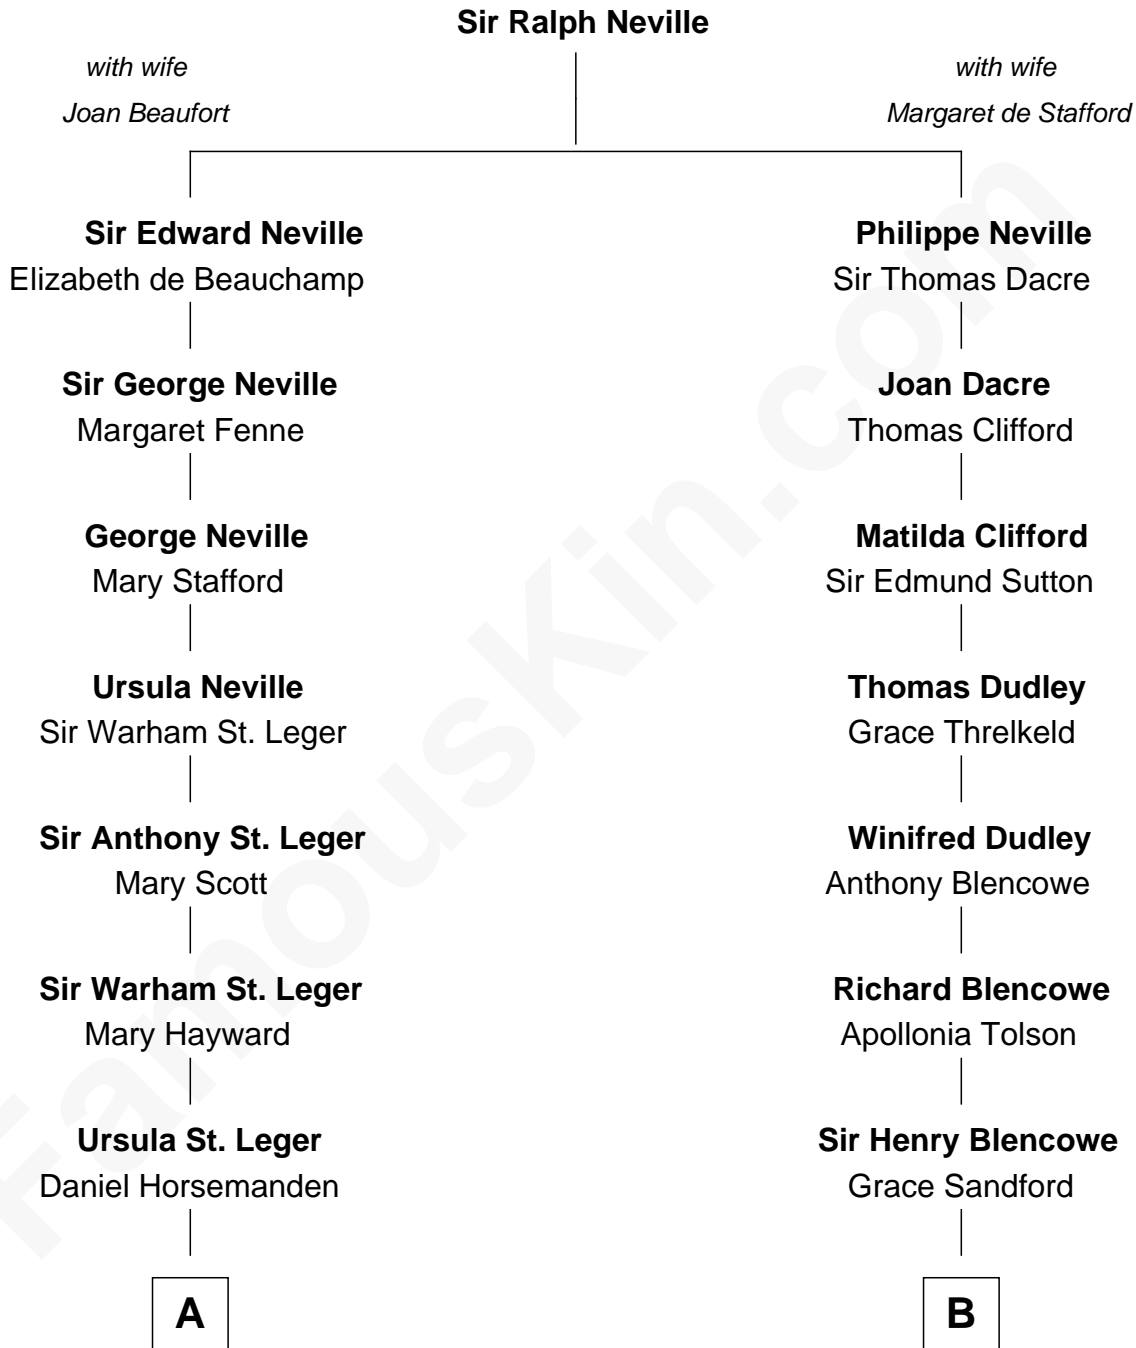 Sir Ralph Neville
with wife
Joan Beaufort
with wife
Margaret de Stafford
Sir Edward Neville
Elizabeth de Beauchamp
Philippe Neville
Sir Thomas Dacre
Sir George Neville
Margaret Fenne
Joan Dacre
Thomas Clifford
George Neville
Mary Stafford
Matilda Clifford
Sir Edmund Sutton
Ursula Neville
Sir Warham St. Leger
Thomas Dudley
Grace Threlkeld
Sir Anthony St. Leger
Mary Scott
Winifred Dudley
Anthony Blencowe
Sir Warham St. Leger
Mary Hayward
Richard Blencowe
Apollonia Tolson
Ursula St. Leger
Daniel Horsemanden
Sir Henry Blencowe
Grace Sandford
A
B
FamousKin.com